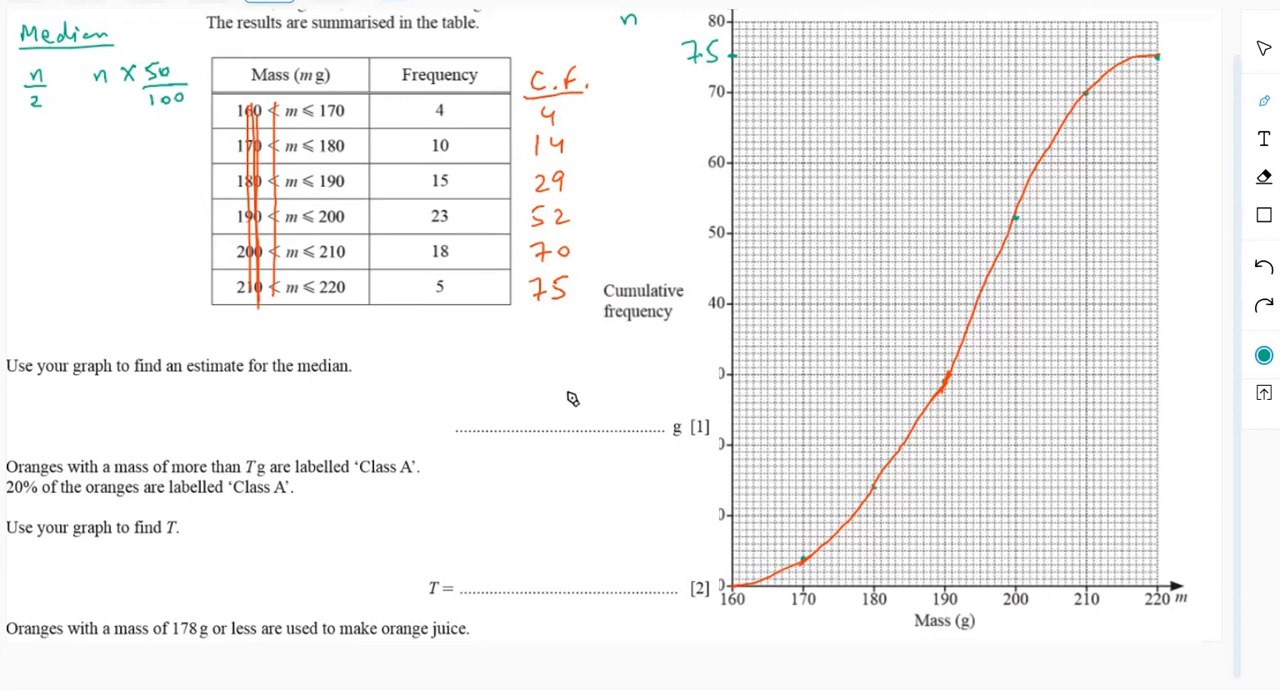 The results are summarised in the table.
Median
n/2 n × 50/100
Mass (m g) Frequency C.F.
160 < m ⩽ 170 4 4
170 < m ⩽ 180 10 14
180 < m ⩽ 190 15 29
190 < m ⩽ 200 23 52
200 < m ⩽ 210 18 70
210 < m ⩽ 220 5 75
Use your graph to find an estimate for the median.
g [1]
Oranges with a mass of more than T g are labelled ‘Class A’.
20% of the oranges are labelled ‘Class A’.
Use your graph to find T.
T = [2]
Oranges with a mass of 178 g or less are used to make orange juice.
n
80
75
70
60
50
Cumulative
frequency
40
0
0
0
0
0
160 170 180 190 200 210 220 m
Mass (g)
T